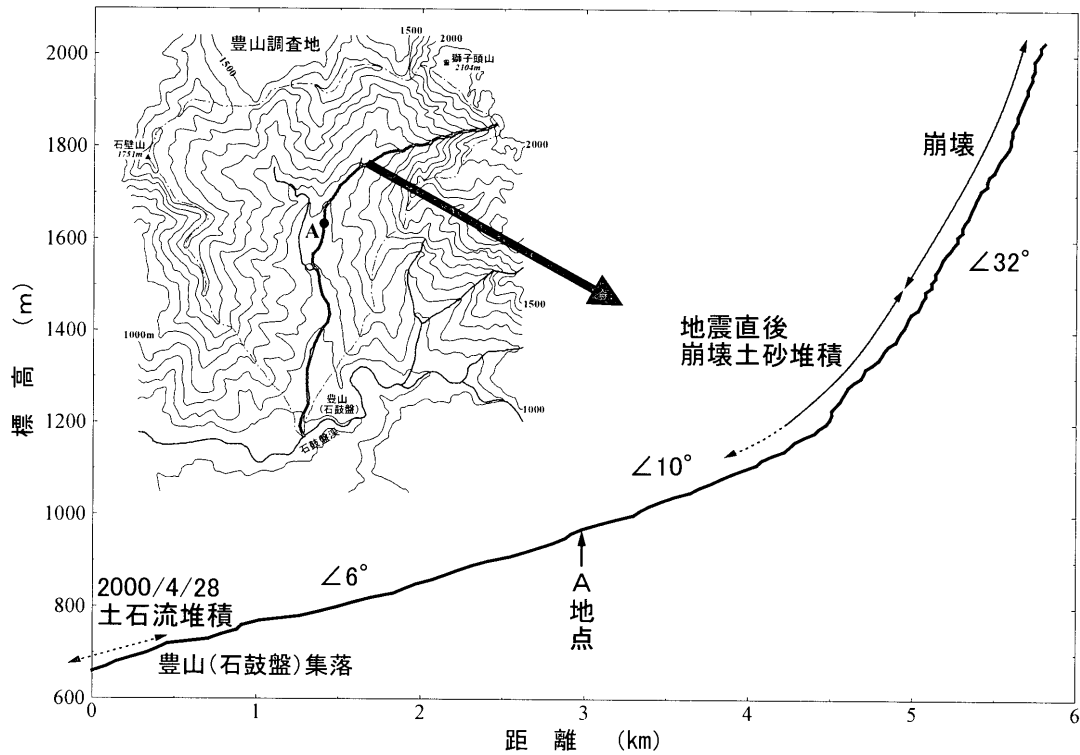 2000
1800
1600
1400
1200
1000
800
600
標高 (m)
0
1
2
3
4
5
6
距離 (km)
豊山調査地
1500
1500
2000
獅子頭山
2104m
石壁山
1751m
2000
A
1500
1000m
1000
豊山
(石鼓盤)
石鼓盤渓
崩壊
∠32°
地震直後
崩壊土砂堆積
∠10°
∠6°
A
地
点
2000/4/28
土石流堆積
豊山(石鼓盤)集落